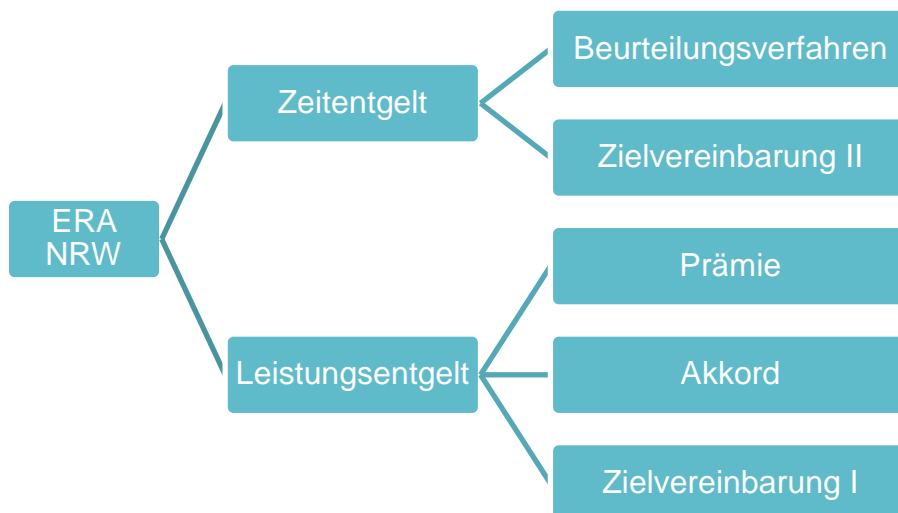 ERA
NRW
Zeitentgelt
Beurteilungsverfahren
Zielvereinbarung II
Leistungsentgelt
Prämie
Akkord
Zielvereinbarung I